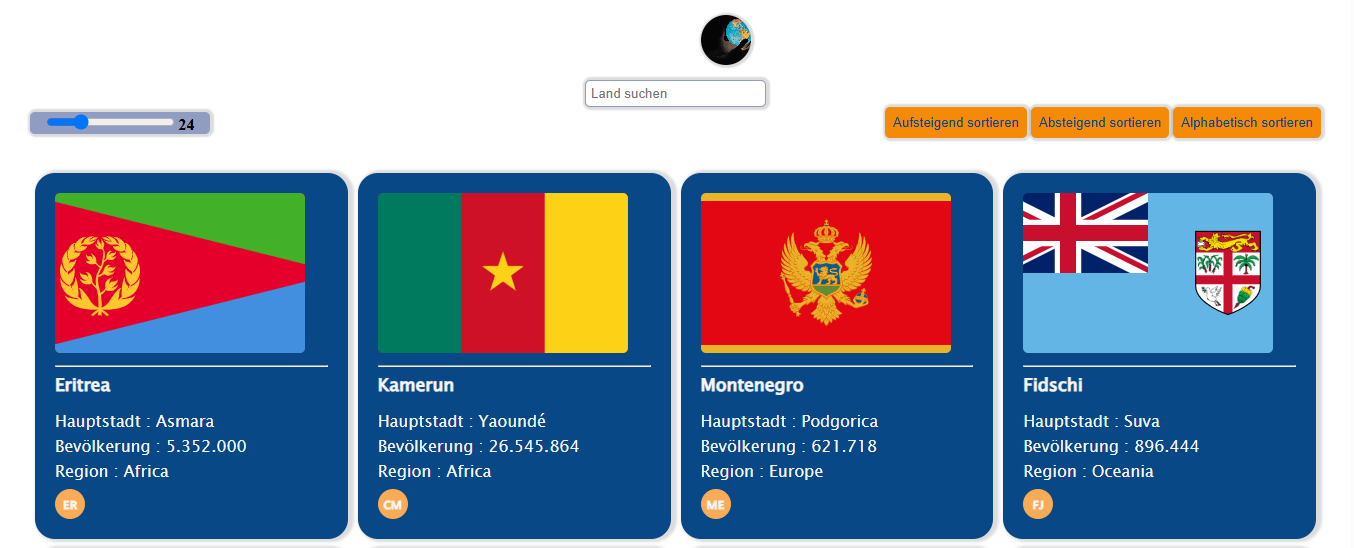 Land suchen
24
Aufsteigend sortieren
Absteigend sortieren
Alphabetisch sortieren
Eritrea
Hauptstadt : Asmara
Bevölkerung : 5.352.000
Region : Africa
ER
Kamerun
Hauptstadt : Yaoundé
Bevölkerung : 26.545.864
Region : Africa
CM
Montenegro
Hauptstadt : Podgorica
Bevölkerung : 621.718
Region : Europe
ME
Fidschi
Hauptstadt : Suva
Bevölkerung : 896.444
Region : Oceania
FJ